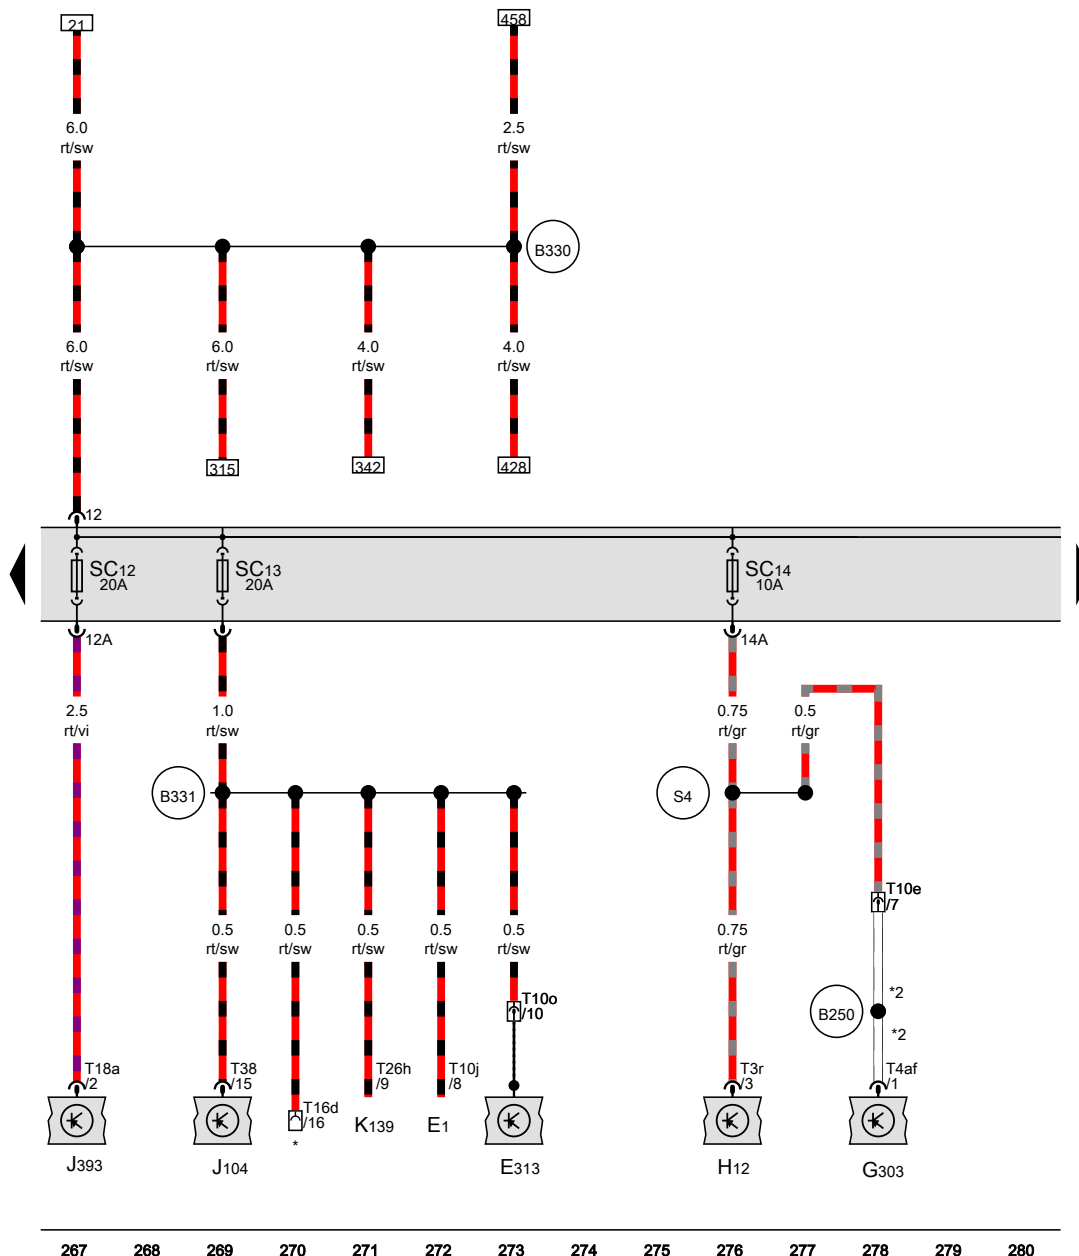 21
458
6.0
rt/sw
2.5
rt/sw
B330
6.0
rt/sw
6.0
rt/sw
4.0
rt/sw
4.0
rt/sw
315
342
428
12
SC12
20A
SC13
20A
SC14
10A
12A
14A
2.5
rt/vi
1.0
rt/sw
0.75
rt/gr
0.5
rt/gr
B331
S4
T10e
/7
0.5
rt/sw
0.5
rt/sw
0.5
rt/sw
0.5
rt/sw
0.5
rt/sw
0.75
rt/gr
T10o
/10
*2
B250
*2
T18a
/2
T38
/15
T26h
/9
T10j
/8
T3r
/3
T4af
/1
T16d
/16
*
K139
E1
J393
J104
E313
H12
G303
267 268 269 270 271 272 273 274 275 276 277 278 279 280